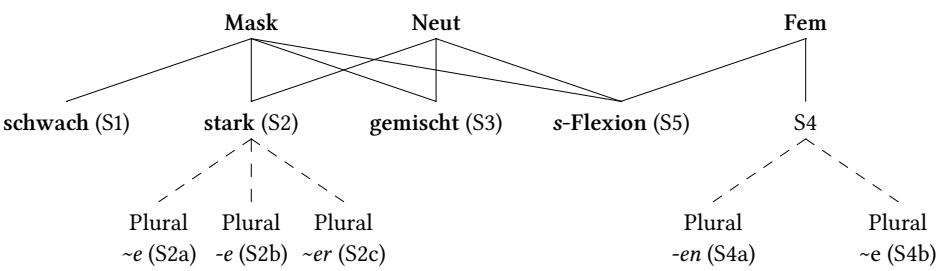 Mask Neut Fem
schwach (S1) stark (S2) gemischt (S3) s-Flexion (S5) S4
Plural Plural Plural Plural Plural
~e (S2a) -e (S2b) ~er (S2c) -en (S4a) ~e (S4b)